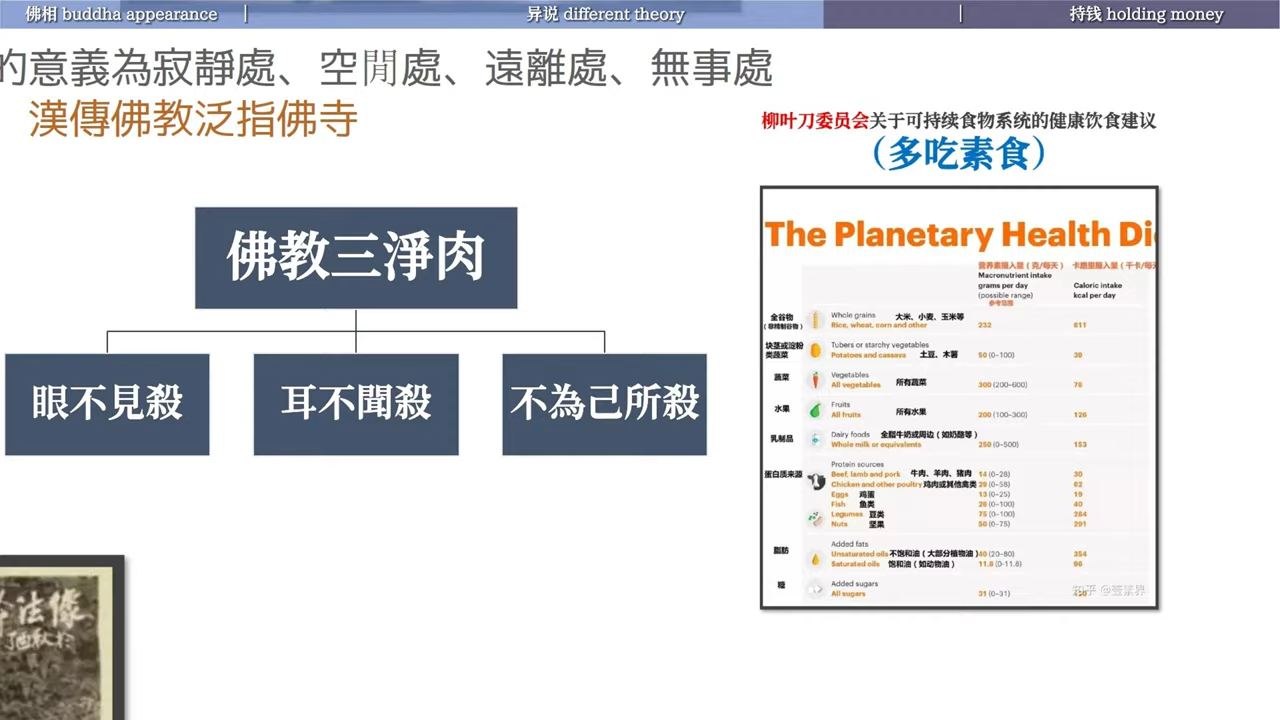 佛相 buddha appearance
异说 different theory
持钱 holding money
的意義為寂靜處、空閒處、遠離處、無事處
漢傳佛教泛指佛寺
佛教三淨肉
眼不見殺
耳不聞殺
不為己所殺
柳叶刀委员会关于可持续食物系统的健康饮食建议
（多吃素食）
The Planetary Health Di
营养素摄入量（克/每天）
卡路里摄入量（千卡/每天
Macronutrient intake
grams per day
(possible range)
参考范围
Caloric intake
kcal per day
全谷物
（非精制谷物）
Whole grains 大米、小麦、玉米等
Rice, wheat, corn and other 232 811
块茎或淀粉
类蔬菜
Tubers or starchy vegetables
Potatoes and cassava 土豆、木薯 50 (0–100) 39
蔬菜
Vegetables
All vegetables 所有蔬菜 300 (200–600) 78
水果
Fruits
All fruits 所有水果 200 (100–300) 126
乳制品
Dairy foods 全脂牛奶或周边（如奶酪等）
Whole milk or equivalents 250 (0–500) 153
蛋白质来源
Protein sources
Beef, lamb and pork 牛肉、羊肉、猪肉 14 (0–28) 30
Chicken and other poultry 鸡肉或其他禽类 29 (0–58) 62
Eggs 鸡蛋 13 (0–25) 19
Fish 鱼类 28 (0–100) 40
Legumes 豆类 75 (0–100) 284
Nuts 坚果 50 (0–75) 291
脂肪
Added fats
Unsaturated oils 不饱和油（大部分植物油） 40 (20–80) 354
Saturated oils 饱和油（如动物油） 11.8 (0-11.8) 96
糖
Added sugars
All sugars 31 (0–31) 120
知乎
法像